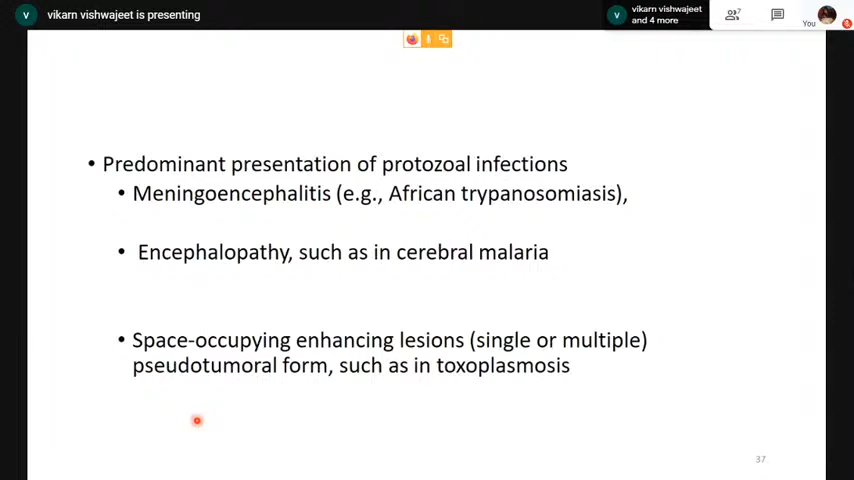 v vikarn vishwajeet is presenting
v vikarn vishwajeet
and 4 more
7
You
• Predominant presentation of protozoal infections
• Meningoencephalitis (e.g., African trypanosomiasis),
• Encephalopathy, such as in cerebral malaria
• Space-occupying enhancing lesions (single or multiple)
pseudotumoral form, such as in toxoplasmosis
37